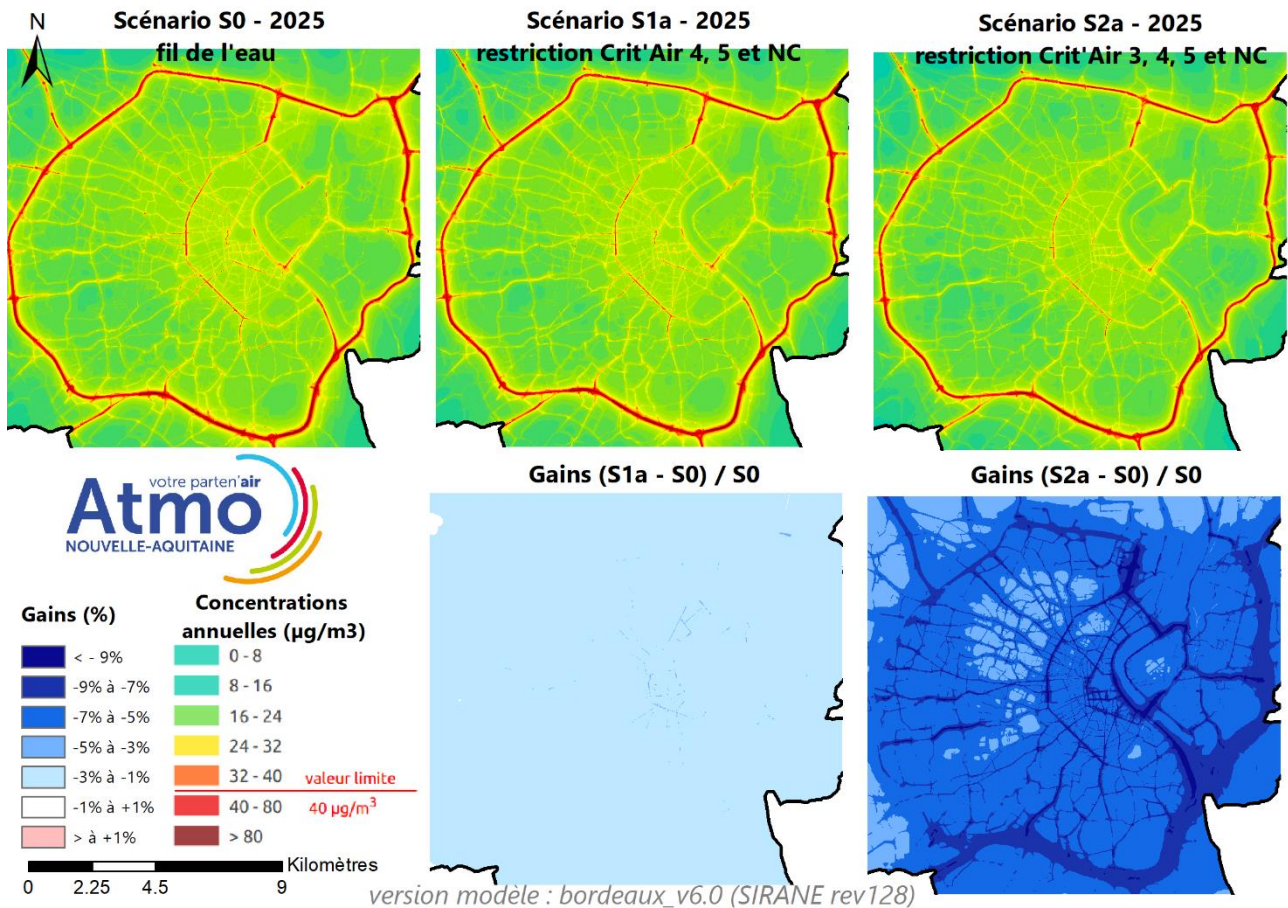 N
Scénario S0 - 2025
fil de l'eau
Scénario S1a - 2025
restriction Crit'Air 4, 5 et NC
Scénario S2a - 2025
restriction Crit'Air 3, 4, 5 et NC
votre parten'air
Atmo
NOUVELLE-AQUITAINE
Gains (S1a - S0) / S0
Gains (S2a - S0) / S0
Gains (%)
< - 9%
-9% à -7%
-7% à -5%
-5% à -3%
-3% à -1%
-1% à +1%
> à +1%
Concentrations
annuelles (µg/m3)
0 - 8
8 - 16
16 - 24
24 - 32
32 - 40
valeur limite
40 - 80
40 µg/m³
> 80
Kilomètres
0 2.25 4.5 9
version modèle : bordeaux_v6.0 (SIRANE rev128)